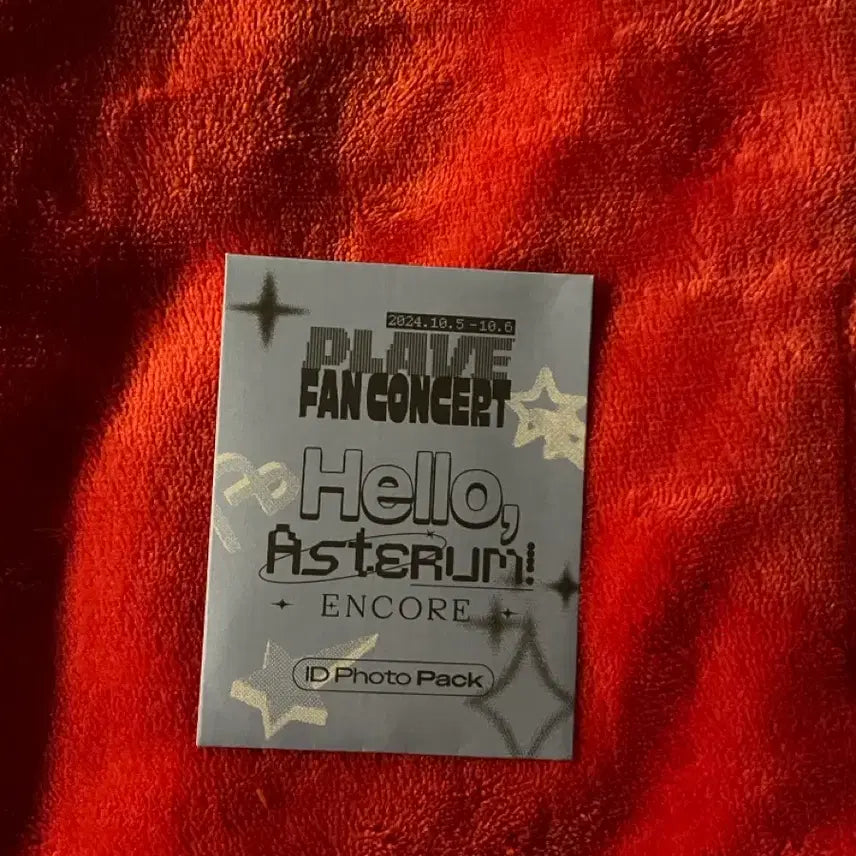 2024.10.5-10.6
PLAVE
FAN CONCERT
Hello,
Asterum!
ENCORE
ID Photo Pack